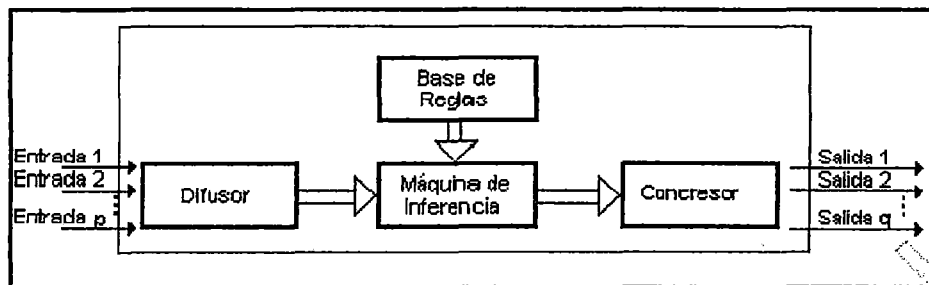 Base de
Reglas
Entrada 1
Entrada 2
Entrada p
Difusor
Máquina de
Inferencia
Concresor
Salida 1
Salida 2
Salida q